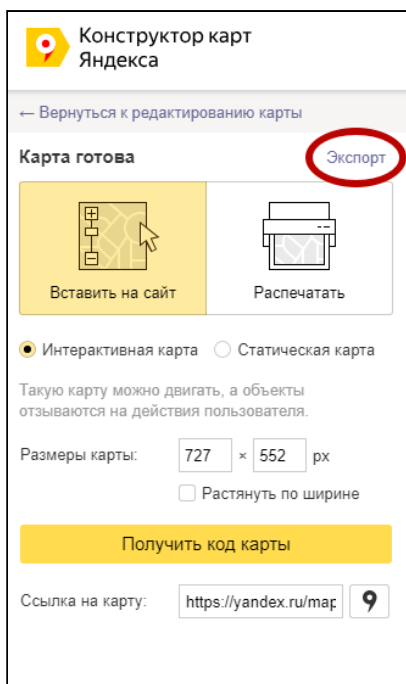 Конструктор карт
Яндекса
← Вернуться к редактированию карты
Карта готова Экспорт
Вставить на сайт Распечатать
Интерактивная карта Статическая карта
Такую карту можно двигать, а объекты
отзываются на действия пользователя.
Размеры карты: 727 × 552 px
Растянуть по ширине
Получить код карты
Ссылка на карту: https://yandex.ru/map